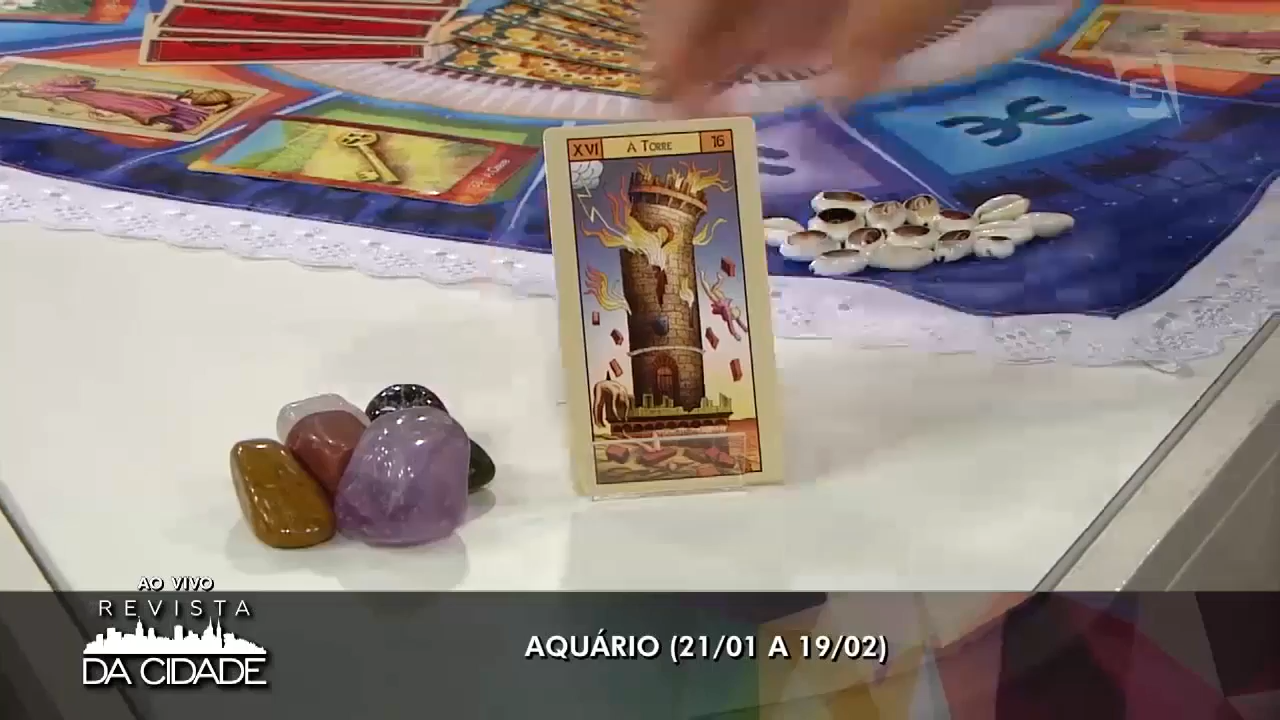 XVI A TORRE 16
AO VIVO
REVISTA
DA CIDADE
AQUÁRIO (21/01 A 19/02)